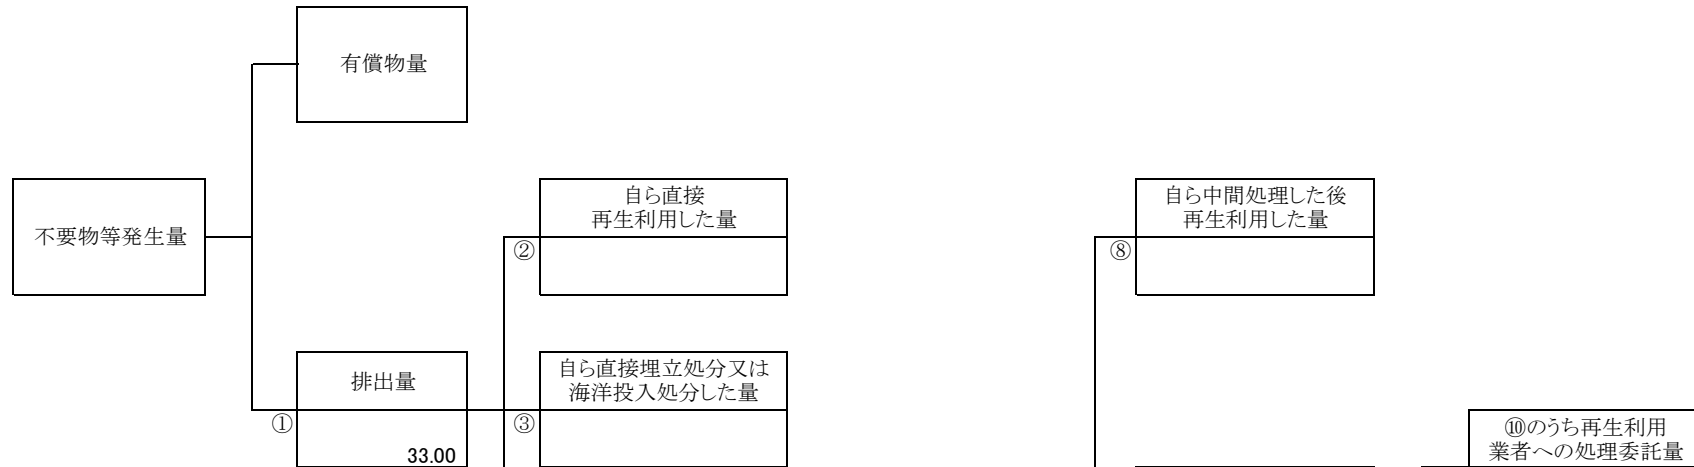 有償物量
不要物等発生量
自ら直接
再生利用した量
②
自ら中間処理した後
再生利用した量
⑧
排出量
①
33.00
自ら直接埋立処分又は
海洋投入処分した量
③
⑩のうち再生利用
業者への処理委託量